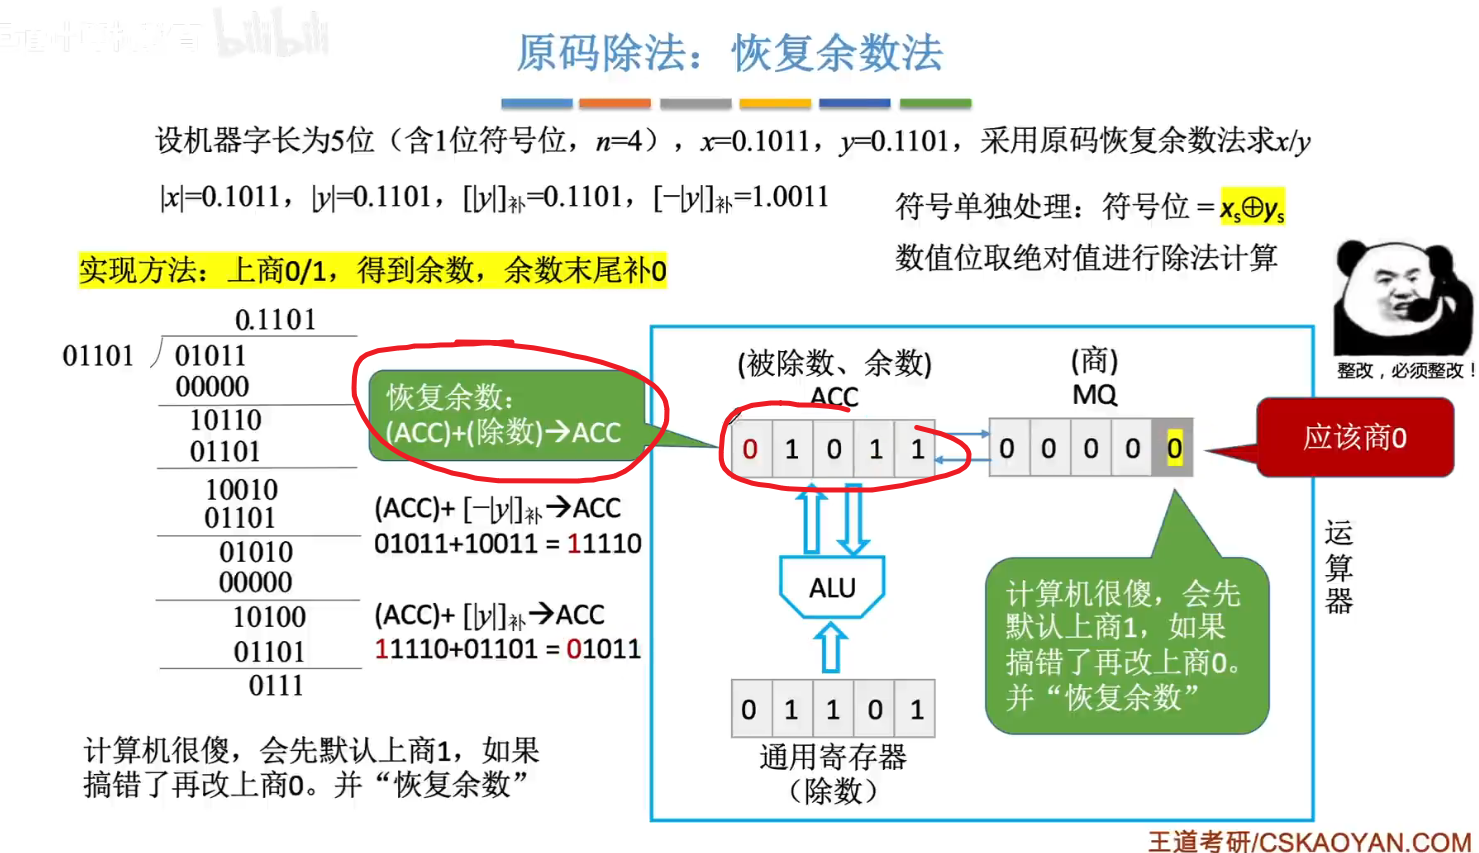 bilibili
原码除法：恢复余数法
设机器字长为5位（含1位符号位，n=4），x=0.1011，y=0.1101，采用原码恢复余数法求x/y
|x|=0.1011，|y|=0.1101，[|y|]补=0.1101，[−|y|]补=1.0011
符号单独处理：符号位＝xs⊕ys
数值位取绝对值进行除法计算
实现方法：上商0/1，得到余数，余数末尾补0
0.1101
01101
01011
00000
10110
01101
10010
01101
01010
00000
10100
01101
0111
恢复余数：
(ACC)+(除数)→ACC
(ACC)+ [−|y|]补→ACC
01011+10011 = 11110
(ACC)+ [|y|]补→ACC
11110+01101 = 01011
计算机很傻，会先默认上商1，如果
搞错了再改上商0。并“恢复余数”
(被除数、余数)
ACC
0 1 0 1 1
(商)
MQ
0 0 0 0 0
应该商0
ALU
0 1 1 0 1
通用寄存器
（除数）
计算机很傻，会先
默认上商1，如果
搞错了再改上商0。
并“恢复余数”
运
算
器
整改，必须整改！
王道考研/CSKAOYAN.COM